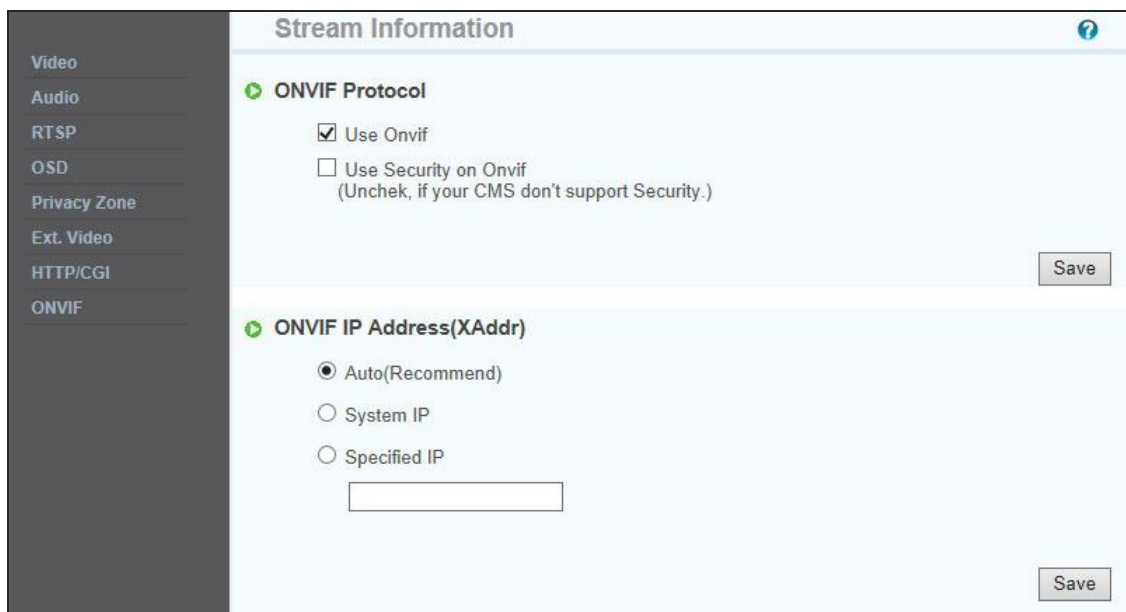 Stream Information
?
Video
Audio
RTSP
OSD
Privacy Zone
Ext. Video
HTTP/CGI
ONVIF
ONVIF Protocol
Use Onvif
Use Security on Onvif
(Unchek, if your CMS don't support Security.)
Save
ONVIF IP Address(XAddr)
Auto(Recommend)
System IP
Specified IP
Save